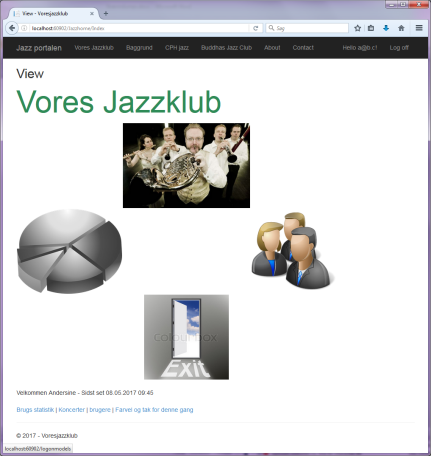 View - Voresjazzklub
localhost:60902/Jazzhome/Index
Søg
Jazz portalen Vores Jazzklub Baggrund CPH jazz Buddhas Jazz Club About Contact Hello a@b.c! Log off
View
Vores Jazzklub
Colourbox
Exit
Velkommen Andersine - Sidst set 08.05.2017 09:45
Brugs statistik | Koncerter | brugere | Farvel og tak for denne gang
© 2017 - Voresjazzklub
localhost:60902/logonmodels